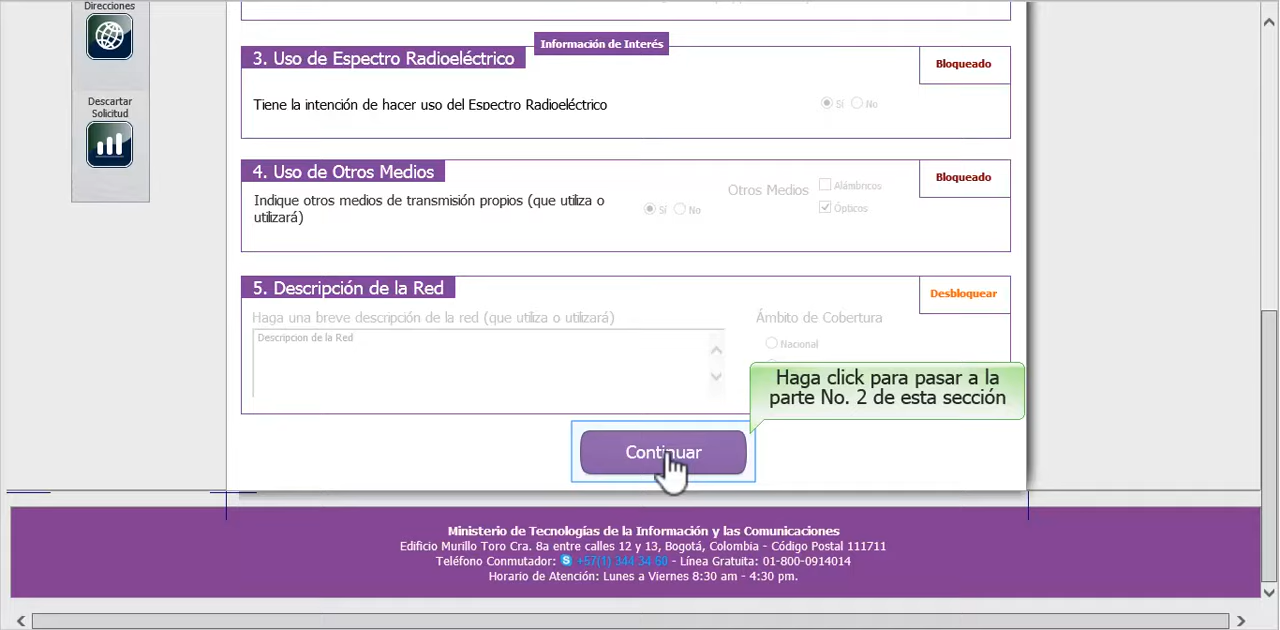 Direcciones
Descartar
Solicitud
3. Uso de Espectro Radioeléctrico
Información de Interés
Bloqueado
Tiene la intención de hacer uso del Espectro Radioeléctrico
Sí No
4. Uso de Otros Medios
Bloqueado
Indique otros medios de transmisión propios (que utiliza o
utilizará)
Sí No
Otros Medios
Alámbricos
Ópticos
5. Descripción de la Red
Desbloquear
Haga una breve descripción de la red (que utiliza o utilizará)
Descripcion de la Red
Ámbito de Cobertura
Nacional
Haga click para pasar a la
parte No. 2 de esta sección
Continuar
Ministerio de Tecnologías de la Información y las Comunicaciones
Edificio Murillo Toro Cra. 8a entre calles 12 y 13, Bogotá, Colombia - Código Postal 111711
Teléfono Conmutador: +57(1) 344 34 60 - Línea Gratuita: 01-800-0914014
Horario de Atención: Lunes a Viernes 8:30 am - 4:30 pm.